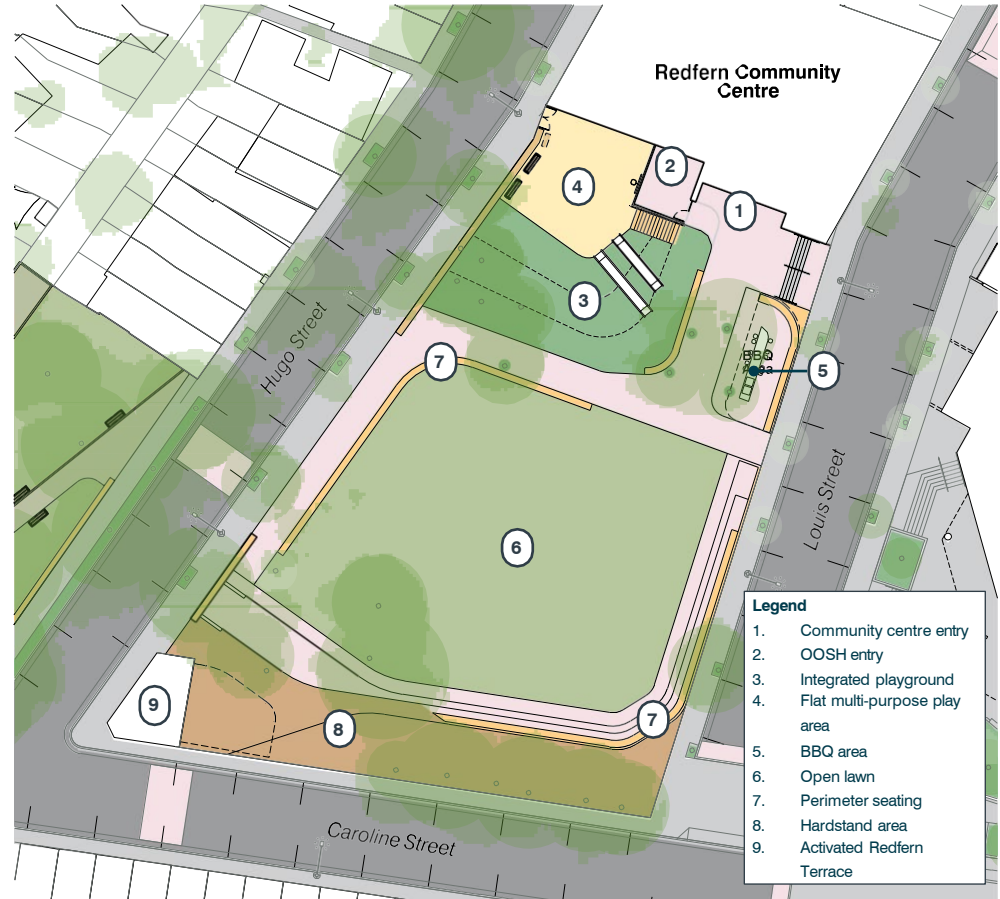 Redfern Community
Centre
2
4
1
3
Hugo Street
7
BBQ
Area
5
Louis Street
6
Legend
1. Community centre entry
2. OOSH entry
3. Integrated playground
4. Flat multi-purpose play
area
5. BBQ area
6. Open lawn
7. Perimeter seating
8. Hardstand area
9. Activated Redfern
Terrace
9
7
8
Caroline Street